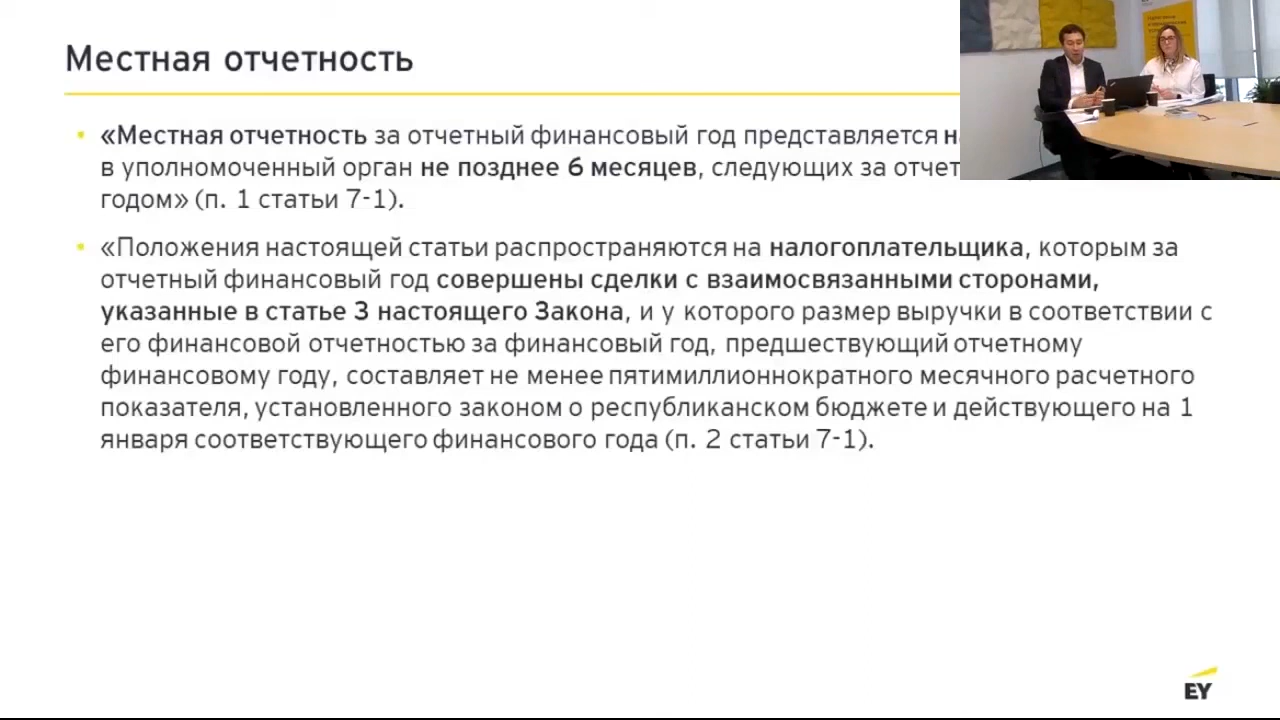 Местная отчетность
«Местная отчетность за отчетный финансовый год представляется
в уполномоченный орган не позднее 6 месяцев, следующих за
годом» (п. 1 статьи 7-1).
«Положения настоящей статьи распространяются на налогоплательщика, которым за
отчетный финансовый год совершены сделки с взаимосвязанными сторонами,
указанные в статье 3 настоящего Закона, и у которого размер выручки в соответствии с
его финансовой отчетностью за финансовый год, предшествующий отчетному
финансовому году, составляет не менее пятимиллионнократного месячного расчетного
показателя, установленного законом о республиканском бюджете и действующего на 1
января соответствующего финансового года (п. 2 статьи 7-1).
EY